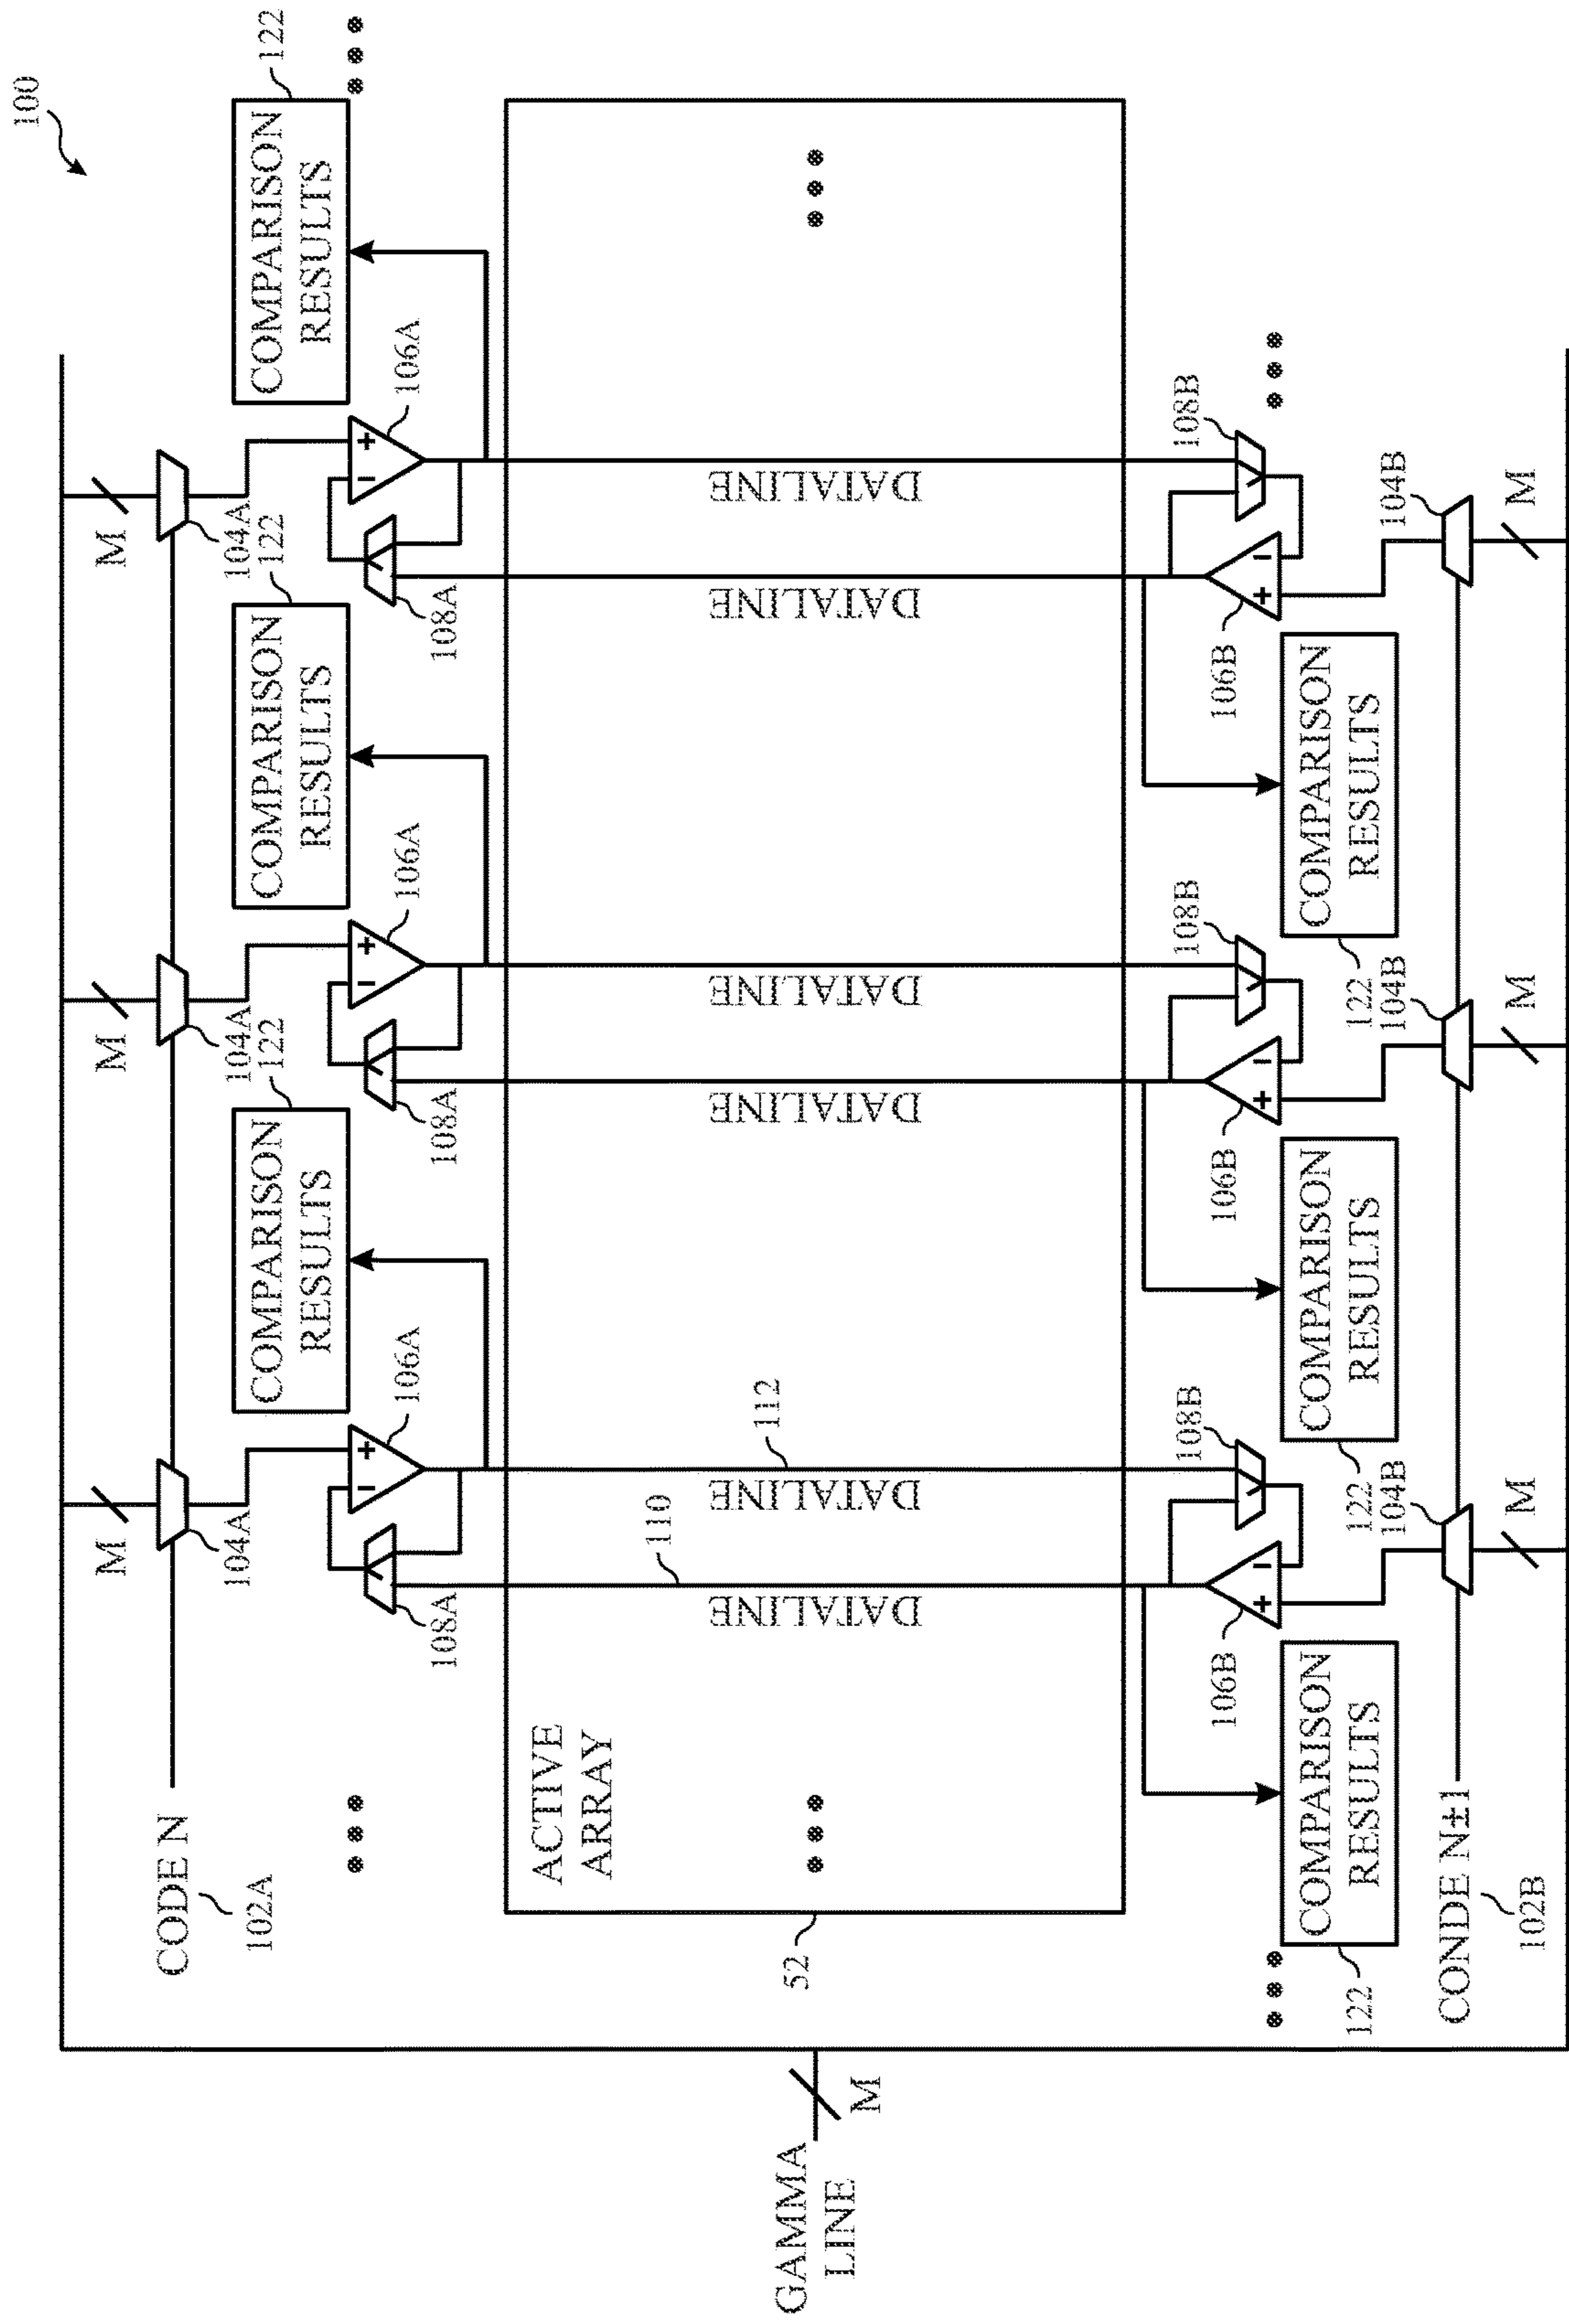 100
M
M
M
CODE N
102A
104A
104A
104A
122
122
122
COMPARISON
RESULTS
COMPARISON
RESULTS
COMPARISON
RESULTS
106A
106A
106A
108A
108A
108A
ACTIVE
ARRAY
110
112
DATALINE
DATALINE
DATALINE
DATALINE
DATALINE
DATALINE
52
GAMMA
LINE
M
108B
108B
108B
106B
106B
106B
COMPARISON
RESULTS
COMPARISON
RESULTS
COMPARISON
RESULTS
122
122
122
104B
104B
104B
CONDE N±1
102B
M
M
M